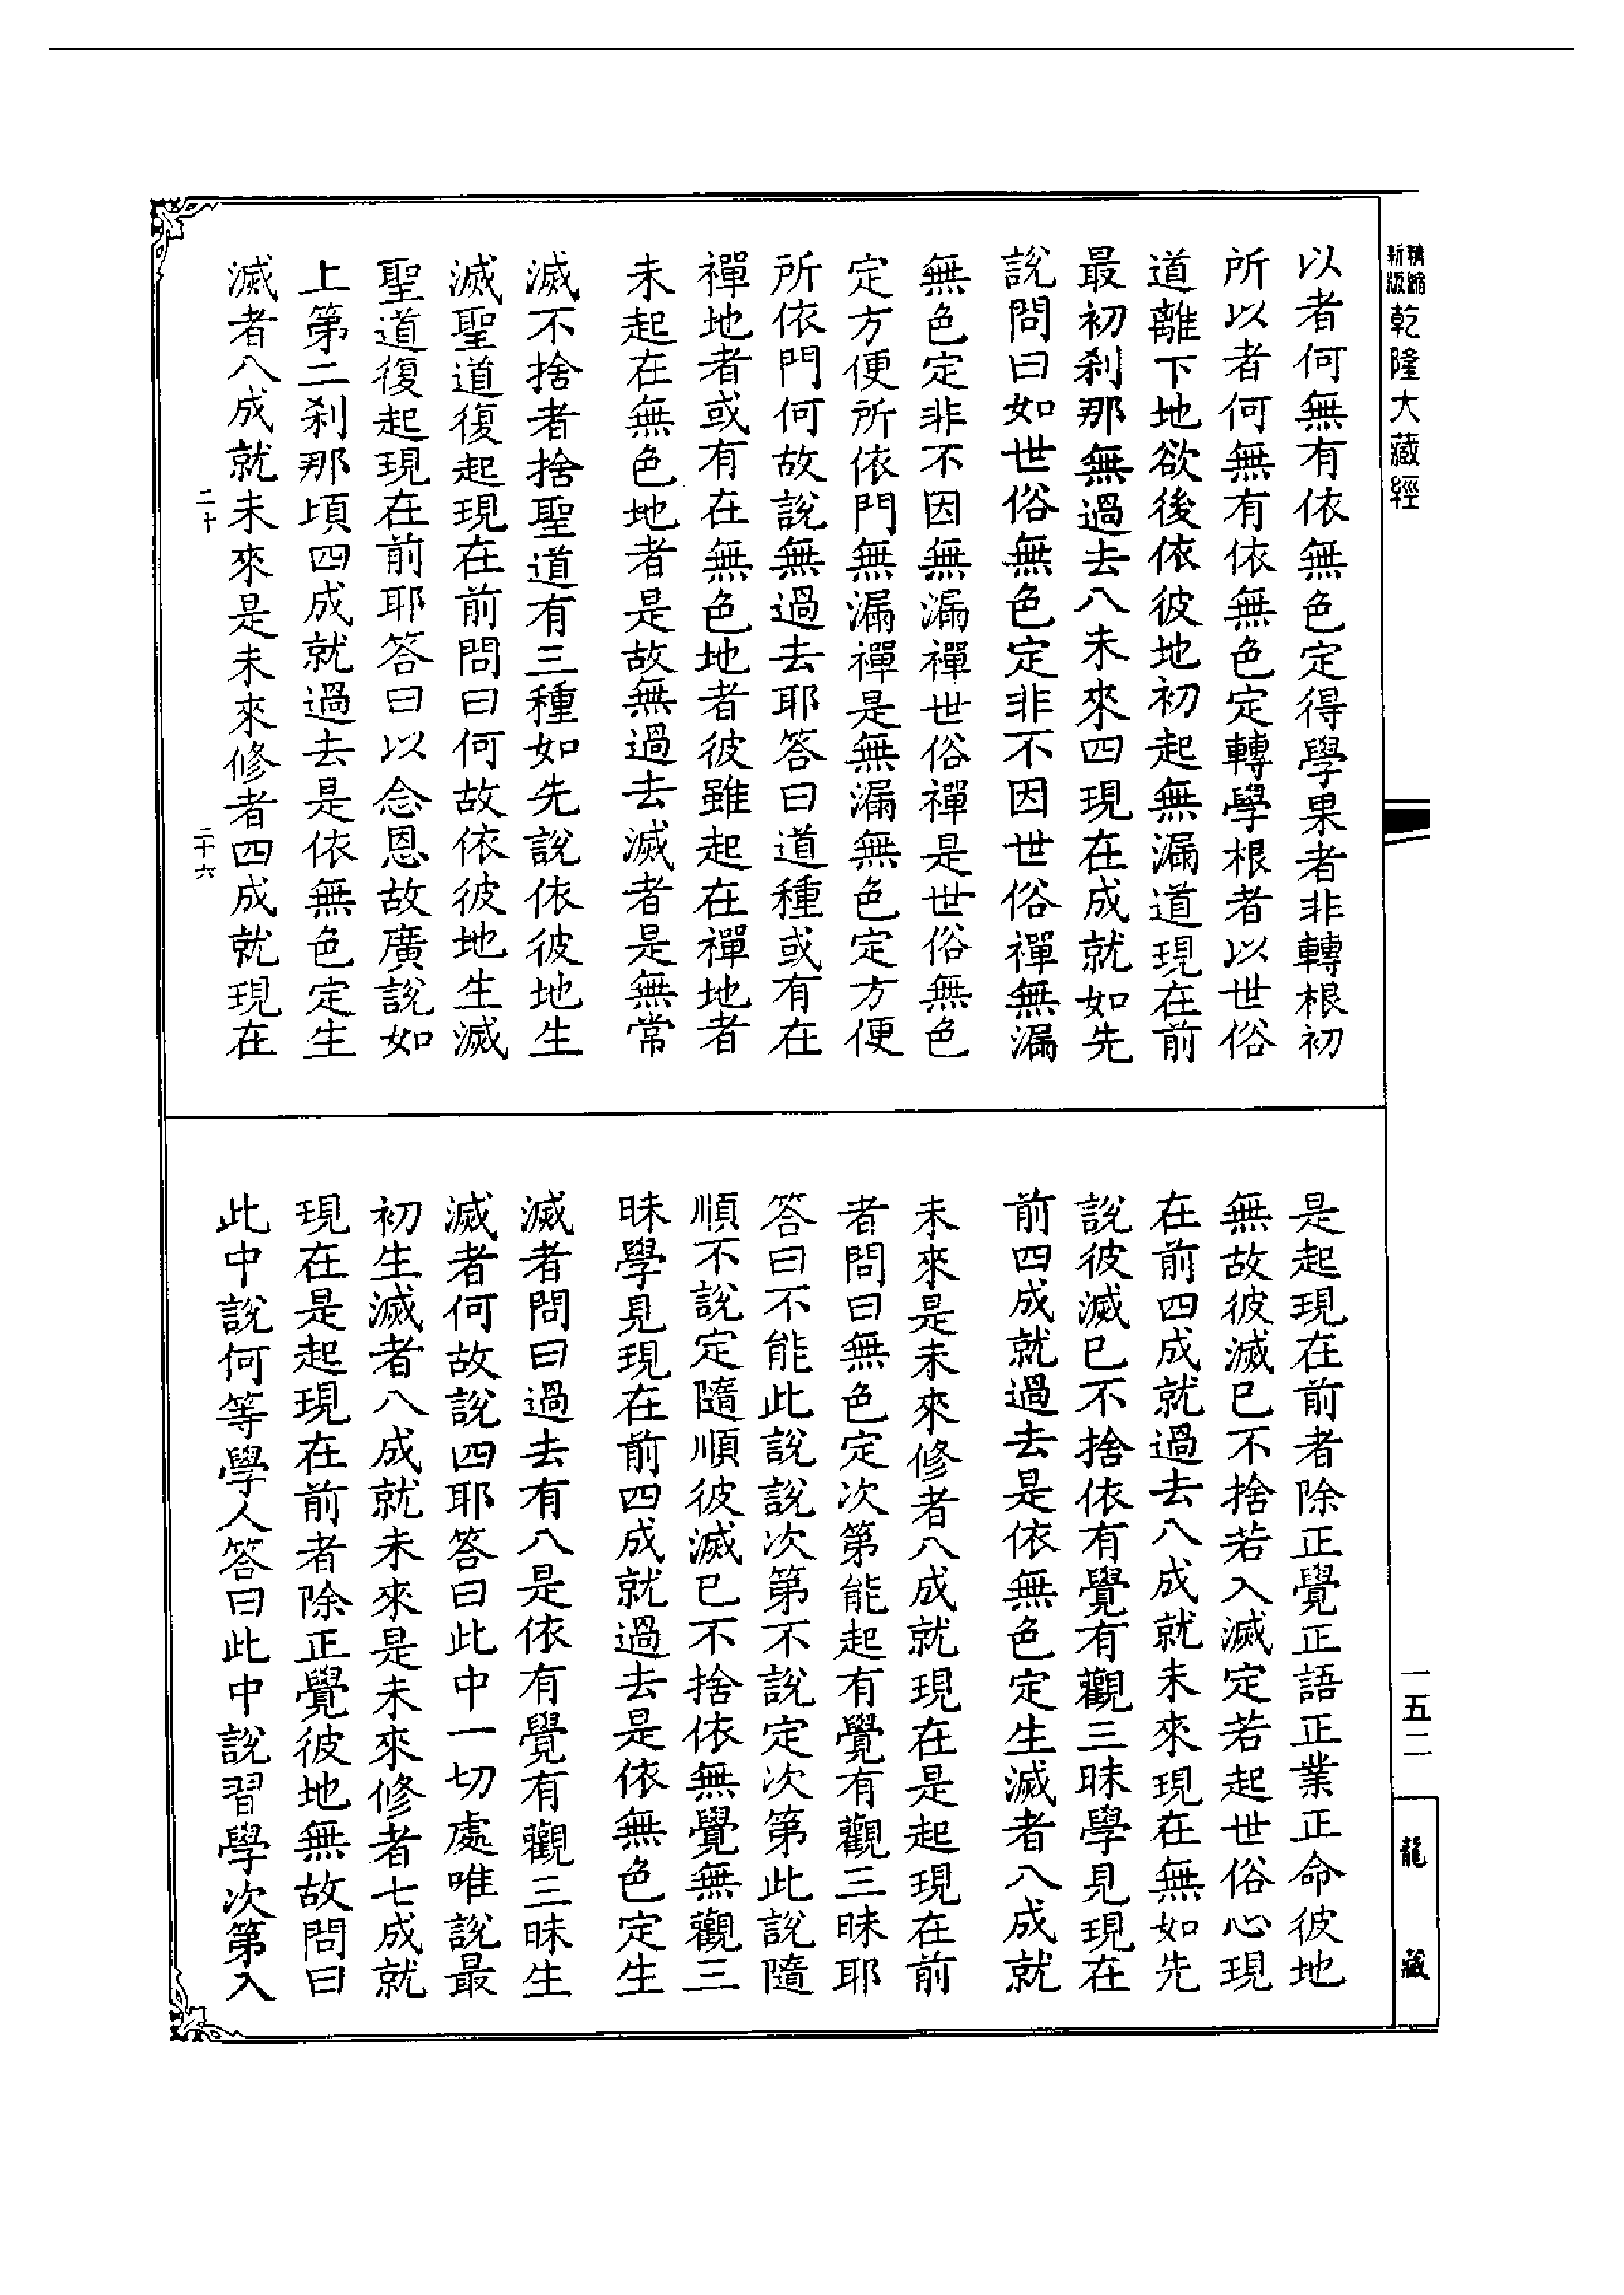 精縮新版乾隆大藏經
以者何無有依無色定得學果者非轉根初
所以者何無有依無色定轉學根者以世俗
道離下地欲後依彼地初起無漏道現在前
最初刹那無過去八未來四現在成就如先
說問曰如世俗無色定非不因世俗禪無漏
無色定非不因無漏禪世俗禪是世俗無色
定方便所依門無漏禪是無漏無色定方便
所依門何故說無過去耶答曰道種或有在
禪地者或有在無色地者彼雖起在禪地者
未起在無色地者是故無過去滅者是無常
滅不捨者捨聖道有三種如先說依彼地生
滅聖道復起現在前問曰何故依彼地生滅
聖道復起現在前耶答曰以念恩故廣說如
上第二刹那頃四成就過去是依無色定生
滅者八成就未來是未來修者四成就現在
二十
二十六
是起現在前者除正覺正語正業正命彼地
無故彼滅已不捨若入滅定若起世俗心現
在前四成就過去八成就未來現在無如先
說彼滅已不捨依有覺有觀三昧學見現在
前四成就過去是依無色定生滅者八成就
未來是未來修者八成就現在是起現在前
者問曰無色定次第能起有覺有觀三昧耶
答曰不能此說說次第不說定次第此說隨
順不說定隨順彼滅已不捨依無覺無觀三
昧學見現在前四成就過去是依無色定生
滅者問曰過去有八是依有覺有觀三昧生
滅者何故說四耶答曰此中一切處唯說最
初生滅者八成就未來是未來修者七成就
現在是起現在前者除正覺彼地無故問曰
此中說何等學人答曰此中說習學次第入
一五二
龍
藏